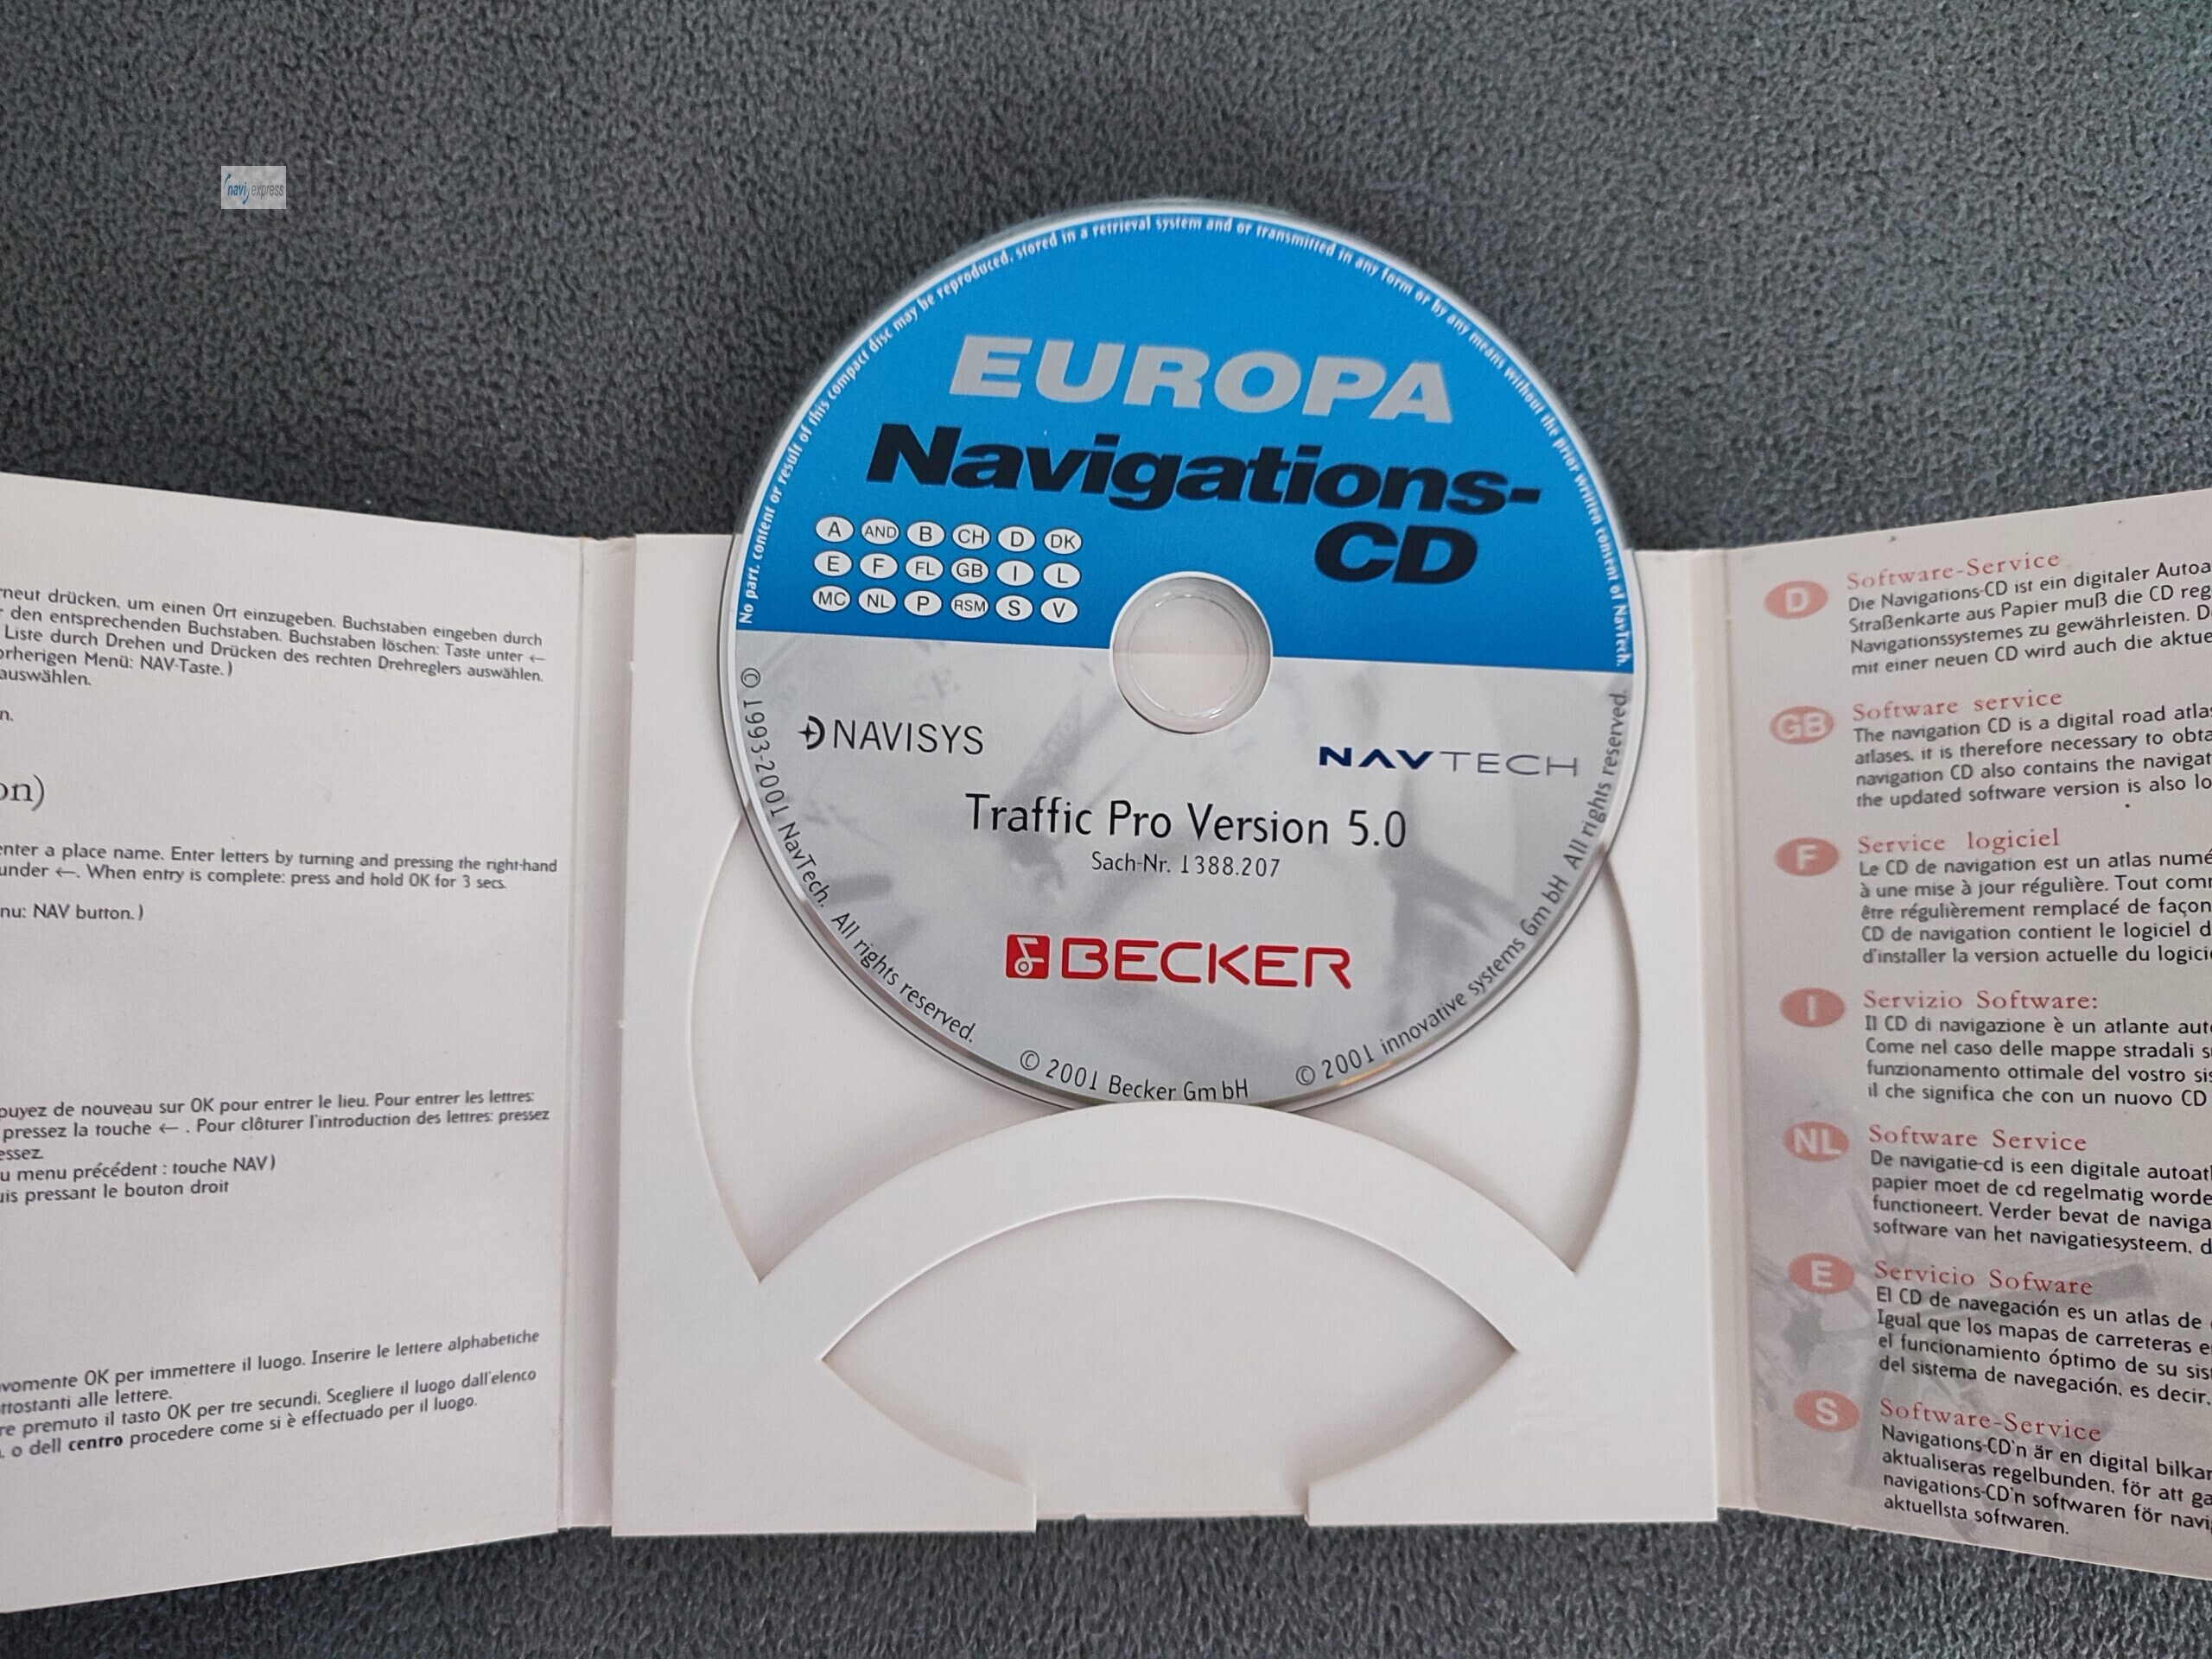 navi express
rneut drücken, um einen Ort einzugeben. Buchstaben eingeben durch
r den entsprechenden Buchstaben. Buchstaben löschen: Taste unter ←
Liste durch Drehen und Drücken des rechten Drehreglers auswählen.
orherigen Menü: NAV-Taste.)
auswählen.
n.
on)
enter a place name. Enter letters by turning and pressing the right-hand
under ←. When entry is complete: press and hold OK for 3 secs.
nu: NAV button.)
puyez de nouveau sur OK pour entrer le lieu. Pour entrer les lettres:
pressez la touche ← . Pour clôturer l'introduction des lettres: pressez
essez.
u menu précédent : touche NAV)
uis pressant le bouton droit
vomente OK per immettere il luogo. Inserire le lettere alphabetiche
ttostanti alle lettere.
re premuto il tasto OK per tre secundi, Scegliere il luogo dall'elenco
, o dell centro procedere come si è effectuado per il luogo.
No part. content or result of this compact disc may be reproduced, stored in a retrieval system and or transmitted in any form or by any means without the prior written consent of NavTech.
EUROPA
Navigations-
CD
A AND B CH D DK
E F FL GB I L
MC NL P RSM S V
NAVISYS
NAVTECH
Traffic Pro Version 5.0
Sach-Nr. 1388.207
BECKER
© 1993-2001 NavTech. All rights reserved.
© 2001 Becker GmbH
© 2001 innovative systems GmbH All rights reserved.
D Software-Service
Die Navigations-CD ist ein digitaler Autoa
Straßenkarte aus Papier muß die CD reg
Navigationssystemes zu gewährleisten. D
mit einer neuen CD wird auch die aktue
GB Software service
The navigation CD is a digital road atlas
atlases, it is therefore necessary to obta
navigation CD also contains the navigat
the updated software version is also lo
F Service logiciel
Le CD de navigation est un atlas numé
à une mise à jour régulière. Tout comm
être régulièrement remplacé de façon
CD de navigation contient le logiciel d
d'installer la version actuelle du logicie
I Servizio Software:
Il CD di navigazione è un atlante auto
Come nel caso delle mappe stradali s
funzionamento ottimale del vostro sis
il che significa che con un nuovo CD
NL Software Service
De navigatie-cd is een digitale autoatl
papier moet de cd regelmatig worde
functioneert. Verder bevat de naviga
software van het navigatiesysteem, d
E Servicio Sofware
El CD de navegación es un atlas de
Igual que los mapas de carreteras e
el funcionamiento óptimo de su sis
del sistema de navegación, es decir,
S Software-Service
Navigations-CD'n är en digital bilkar
aktualiseras regelbunden, för att ga
navigations-CD'n softwaren för navi
aktuellsta softwaren.